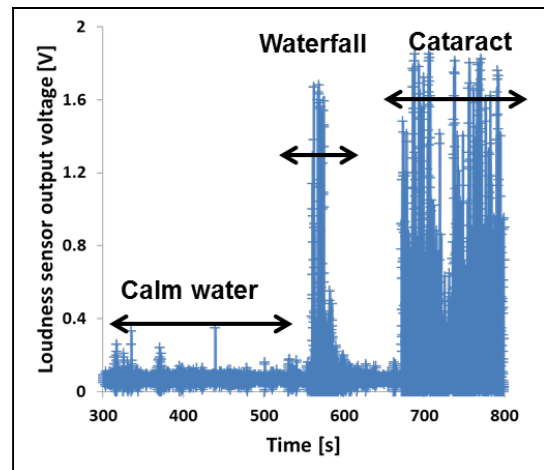 Waterfall Cataract
Calm water
Loudness sensor output voltage [V]
2
1.6
1.2
0.8
0.4
0
300 400 500 600 700 800
Time [s]